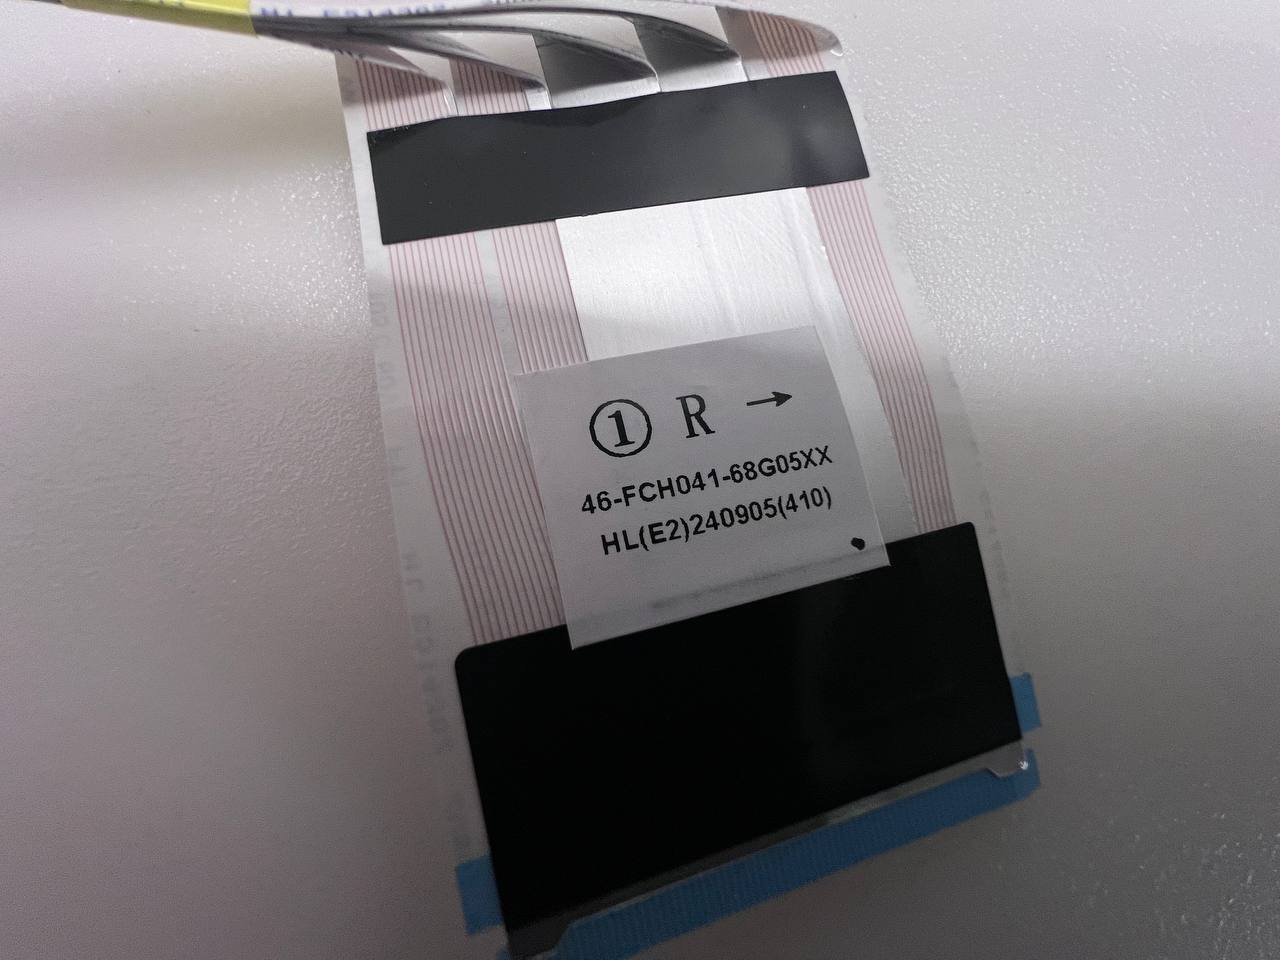 ① R →
46-FCH041-68G05XX
HL(E2)240905(410)